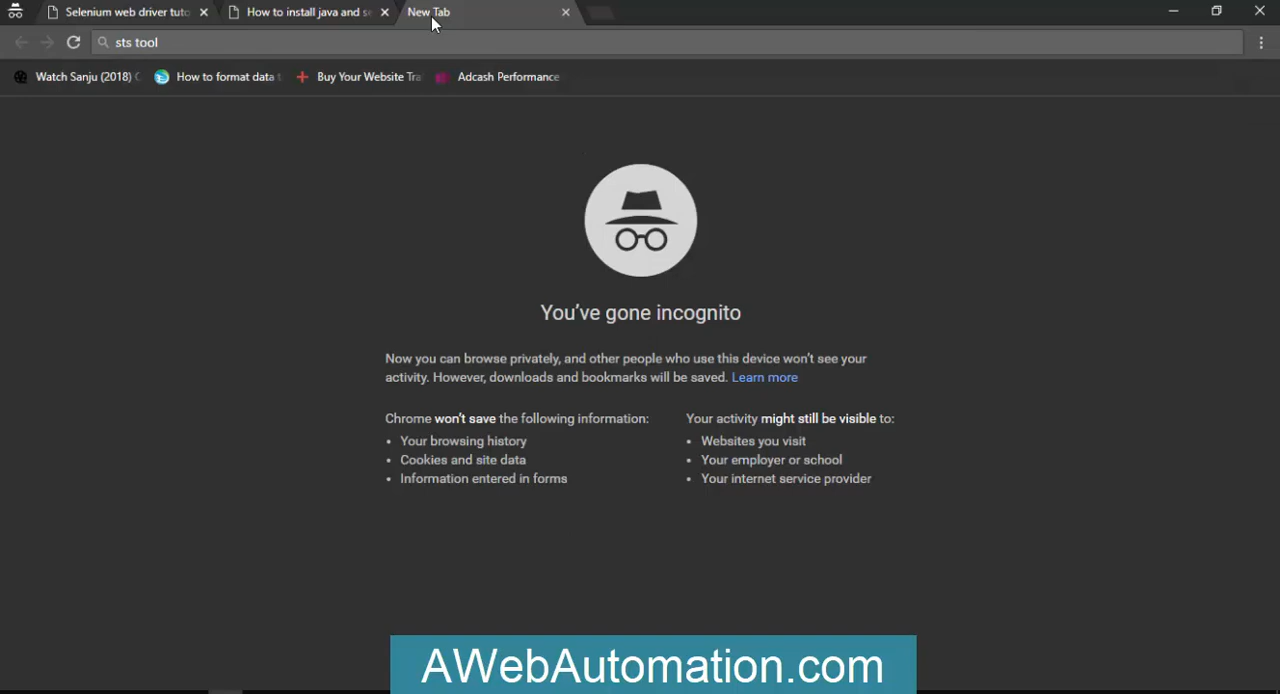 Selenium web driver tuto
How to install java and se
New Tab
sts tool
Watch Sanju (2018)
How to format data
Buy Your Website Tra
Adcash Performance
You've gone incognito
Now you can browse privately, and other people who use this device won't see your
activity. However, downloads and bookmarks will be saved. Learn more
Chrome won't save the following information:
• Your browsing history
• Cookies and site data
• Information entered in forms
Your activity might still be visible to:
• Websites you visit
• Your employer or school
• Your internet service provider
AWebAutomation.com